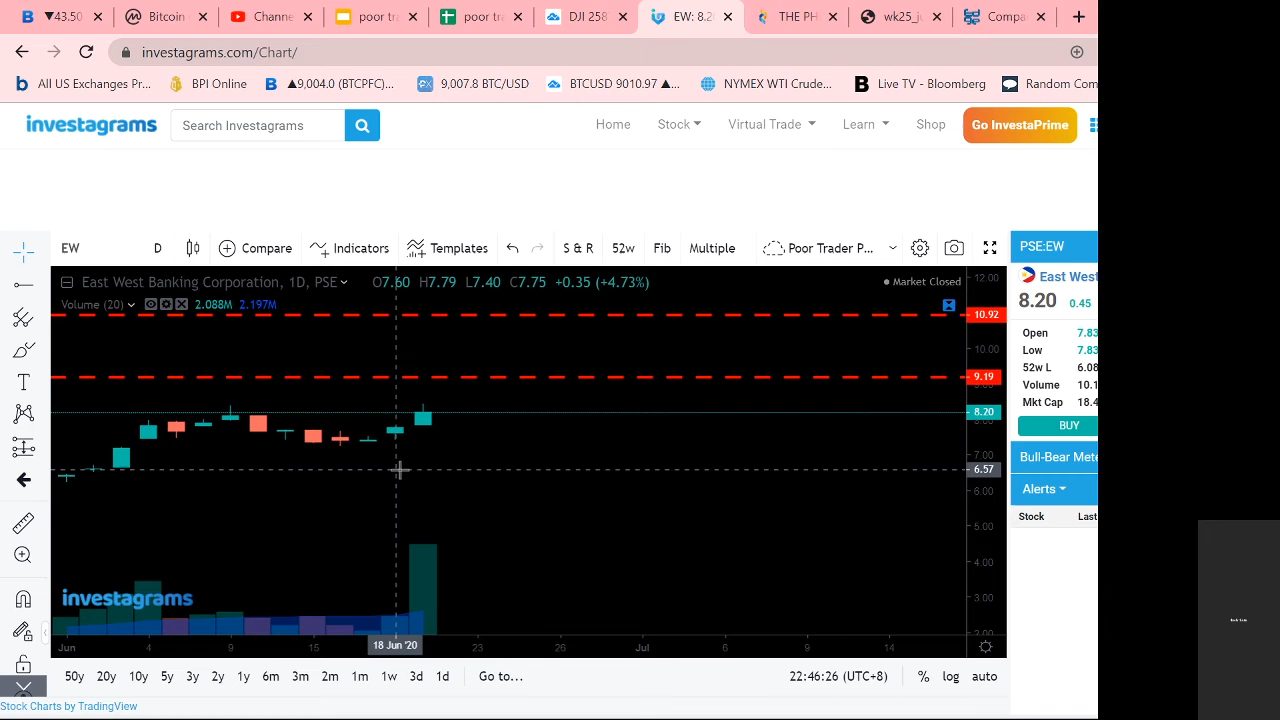 ▲43.50
Bitcoin
Channe
poor tra
poor tra
DJI 258
EW: 8.2
THE PH
wk25_ju
Compa
investagrams.com/Chart/
All US Exchanges Pr...
BPI Online
▲9,004.0 (BTCPFC)...
9,007.8 BTC/USD
BTCUSD 9010.97 ▲...
NYMEX WTI Crude...
Live TV - Bloomberg
Random Com
investagrams
Search Investagrams
Home
Stock
Virtual Trade
Learn
Shop
Go InvestaPrime
EW
D
Compare
Indicators
Templates
S & R
52w
Fib
Multiple
Poor Trader P...
PSE:EW
East West Banking Corporation, 1D, PSE
O7.60 H7.79 L7.40 C7.75 +0.35 (+4.73%)
Market Closed
Volume (20)
2.088M 2.197M
12.00
10.92
10.00
9.19
8.20
7.00
6.57
6.00
5.00
4.00
3.00
2.00
East West
8.20 0.45
Open 7.83
Low 7.83
52w L 6.08
Volume 10.1
Mkt Cap 18.4
BUY
Bull-Bear Mete
Alerts
Stock Last
investagrams
Jun
4
9
15
18 Jun '20
23
26
Jul
6
9
14
50y 20y 10y 5y 3y 2y 1y 6m 3m 2m 1m 1w 3d 1d Go to...
22:46:26 (UTC+8)
% log auto
Stock Charts by TradingView